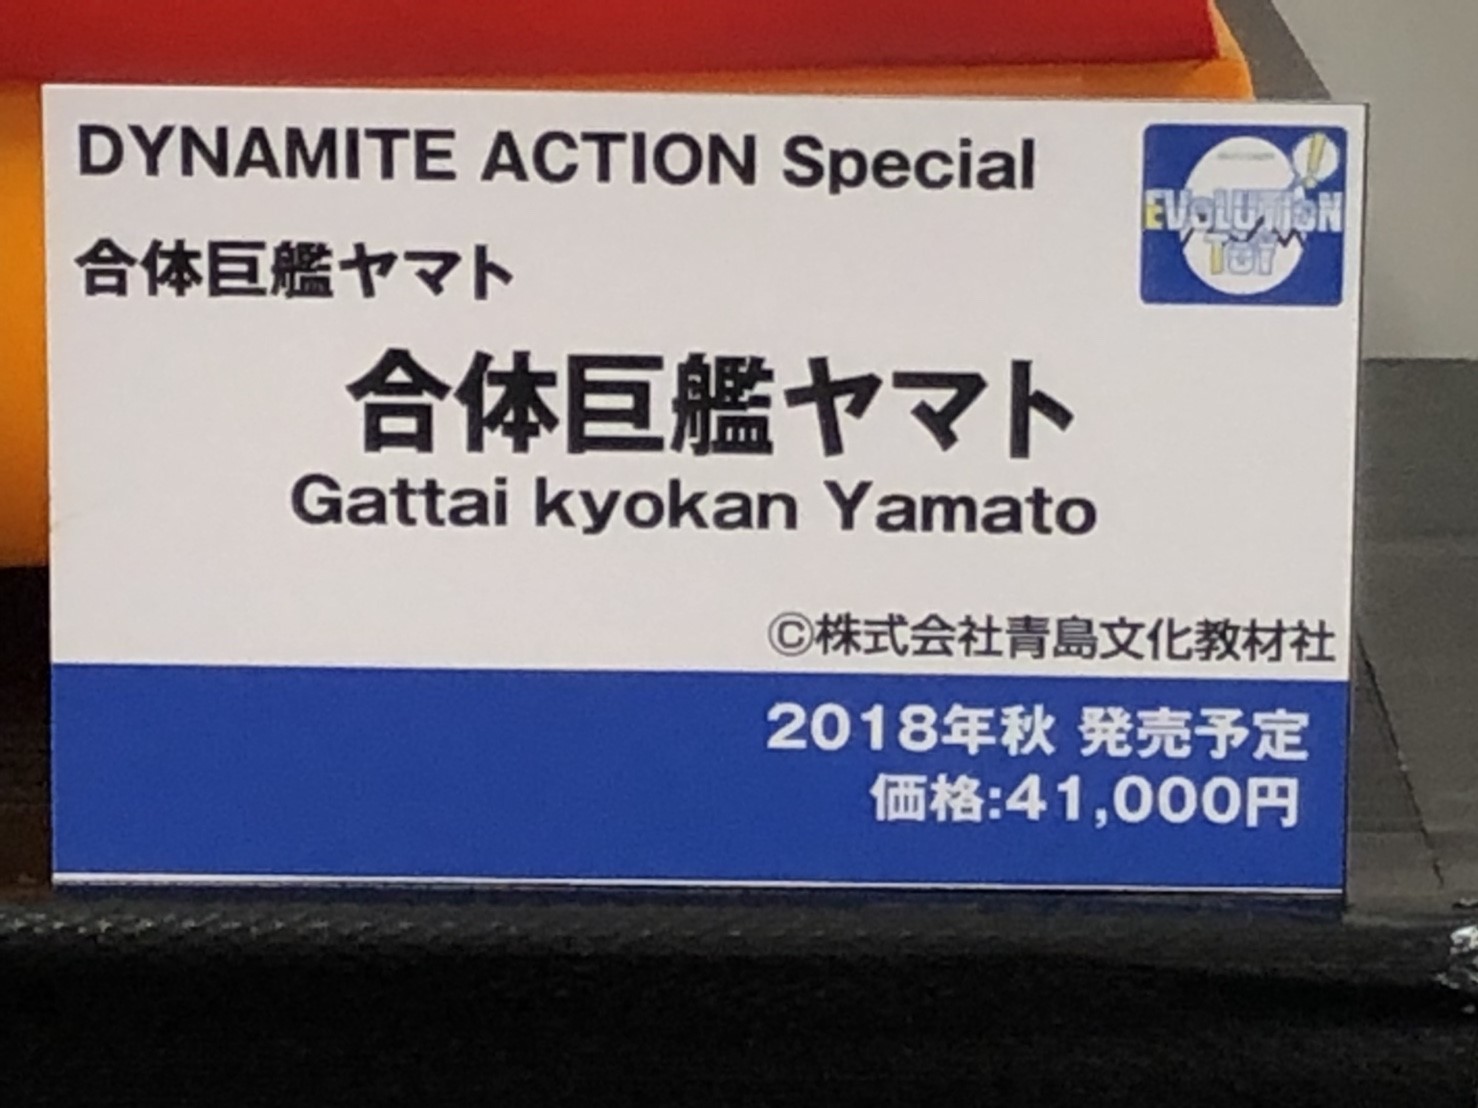 DYNAMITE ACTION Special
EVOLUTION
TOY
合体巨艦ヤマト
合体巨艦ヤマト
Gattai kyokan Yamato
©株式会社青島文化教材社
2018年秋 発売予定
価格:41,000円